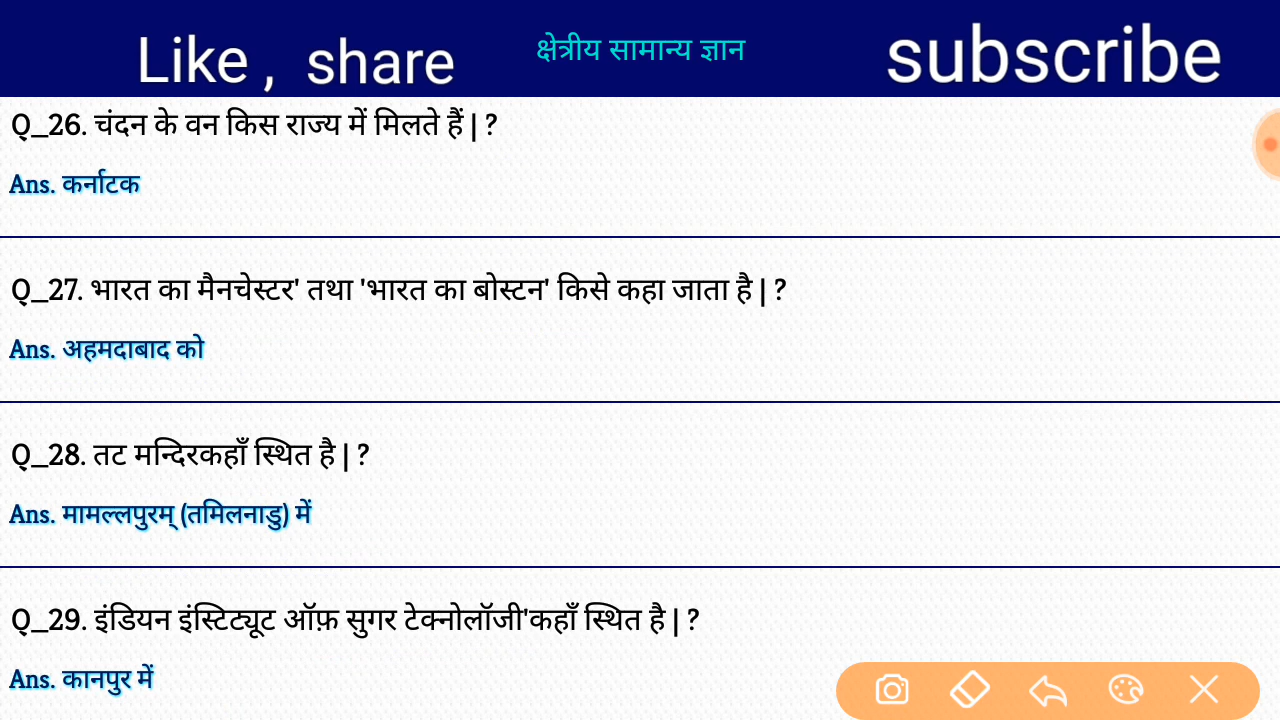 Like , share क्षेत्रीय सामान्य ज्ञान subscribe
Q_26. चंदन के वन किस राज्य में मिलते हैं | ?
Ans. कर्नाटक
Q_27. भारत का मैनचेस्टर' तथा 'भारत का बोस्टन' किसे कहा जाता है | ?
Ans. अहमदाबाद को
Q_28. तट मन्दिरकहाँ स्थित है | ?
Ans. मामल्लपुरम् (तमिलनाडु) में
Q_29. इंडियन इंस्टिट्यूट ऑफ़ सुगर टेक्नोलॉजी'कहाँ स्थित है | ?
Ans. कानपुर में